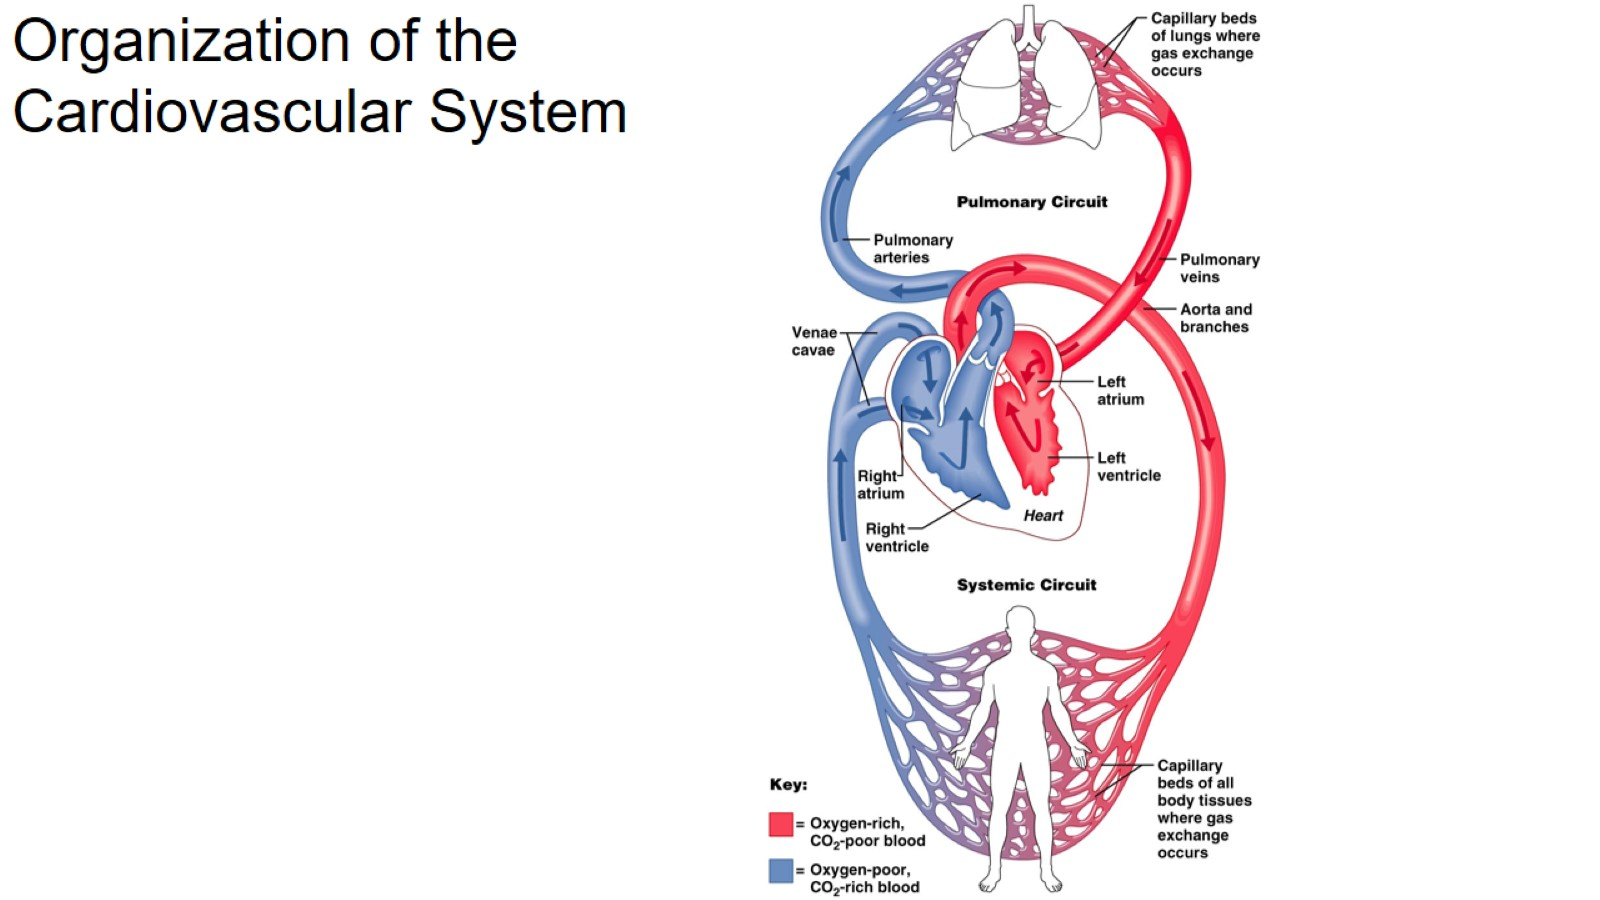 Organization of the
Cardiovascular System
Capillary beds
of lungs where
gas exchange
occurs
Pulmonary Circuit
Pulmonary
arteries
Pulmonary
veins
Aorta and
branches
Venae
cavae
Left
atrium
Left
ventricle
Right
atrium
Right
ventricle
Heart
Systemic Circuit
Capillary
beds of all
body tissues
where gas
exchange
occurs
Key:
= Oxygen-rich,
CO₂-poor blood
= Oxygen-poor,
CO₂-rich blood